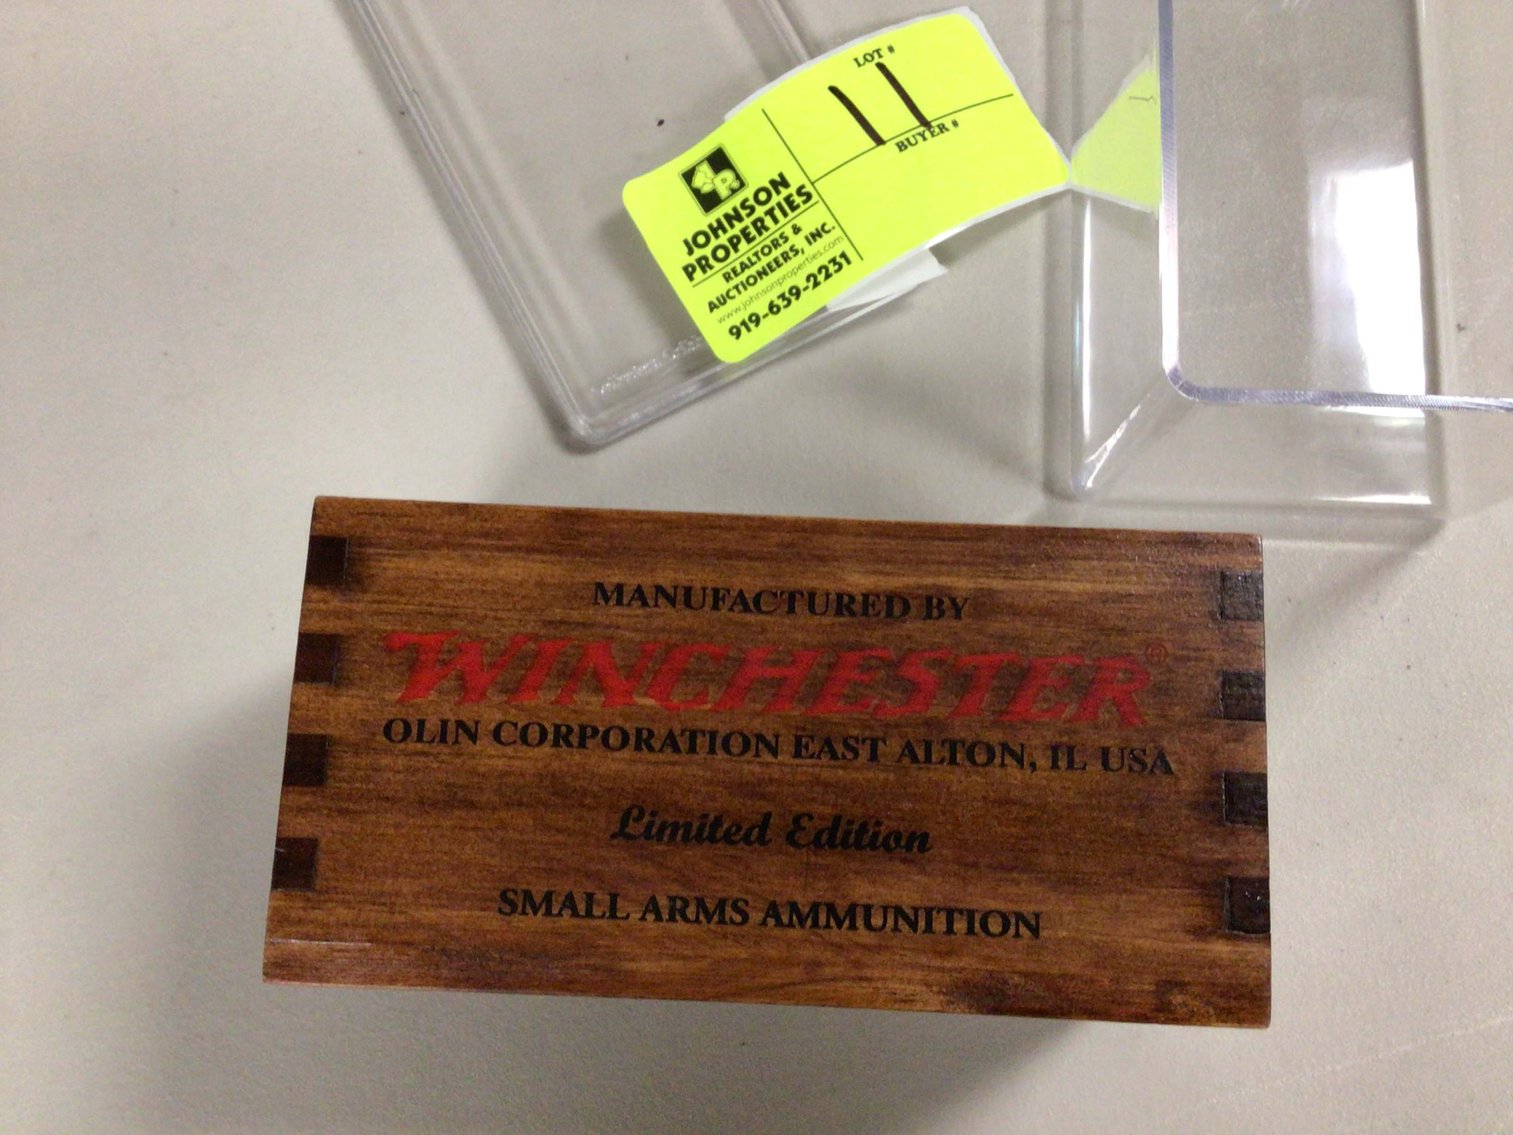 LOT #
11
BUYER #
JP
JOHNSON
PROPERTIES
REALTORS &
AUCTIONEERS, INC.
www.johnsonproperties.com
919-639-2231
MANUFACTURED BY
WINCHESTER®
OLIN CORPORATION EAST ALTON, IL USA
Limited Edition
SMALL ARMS AMMUNITION